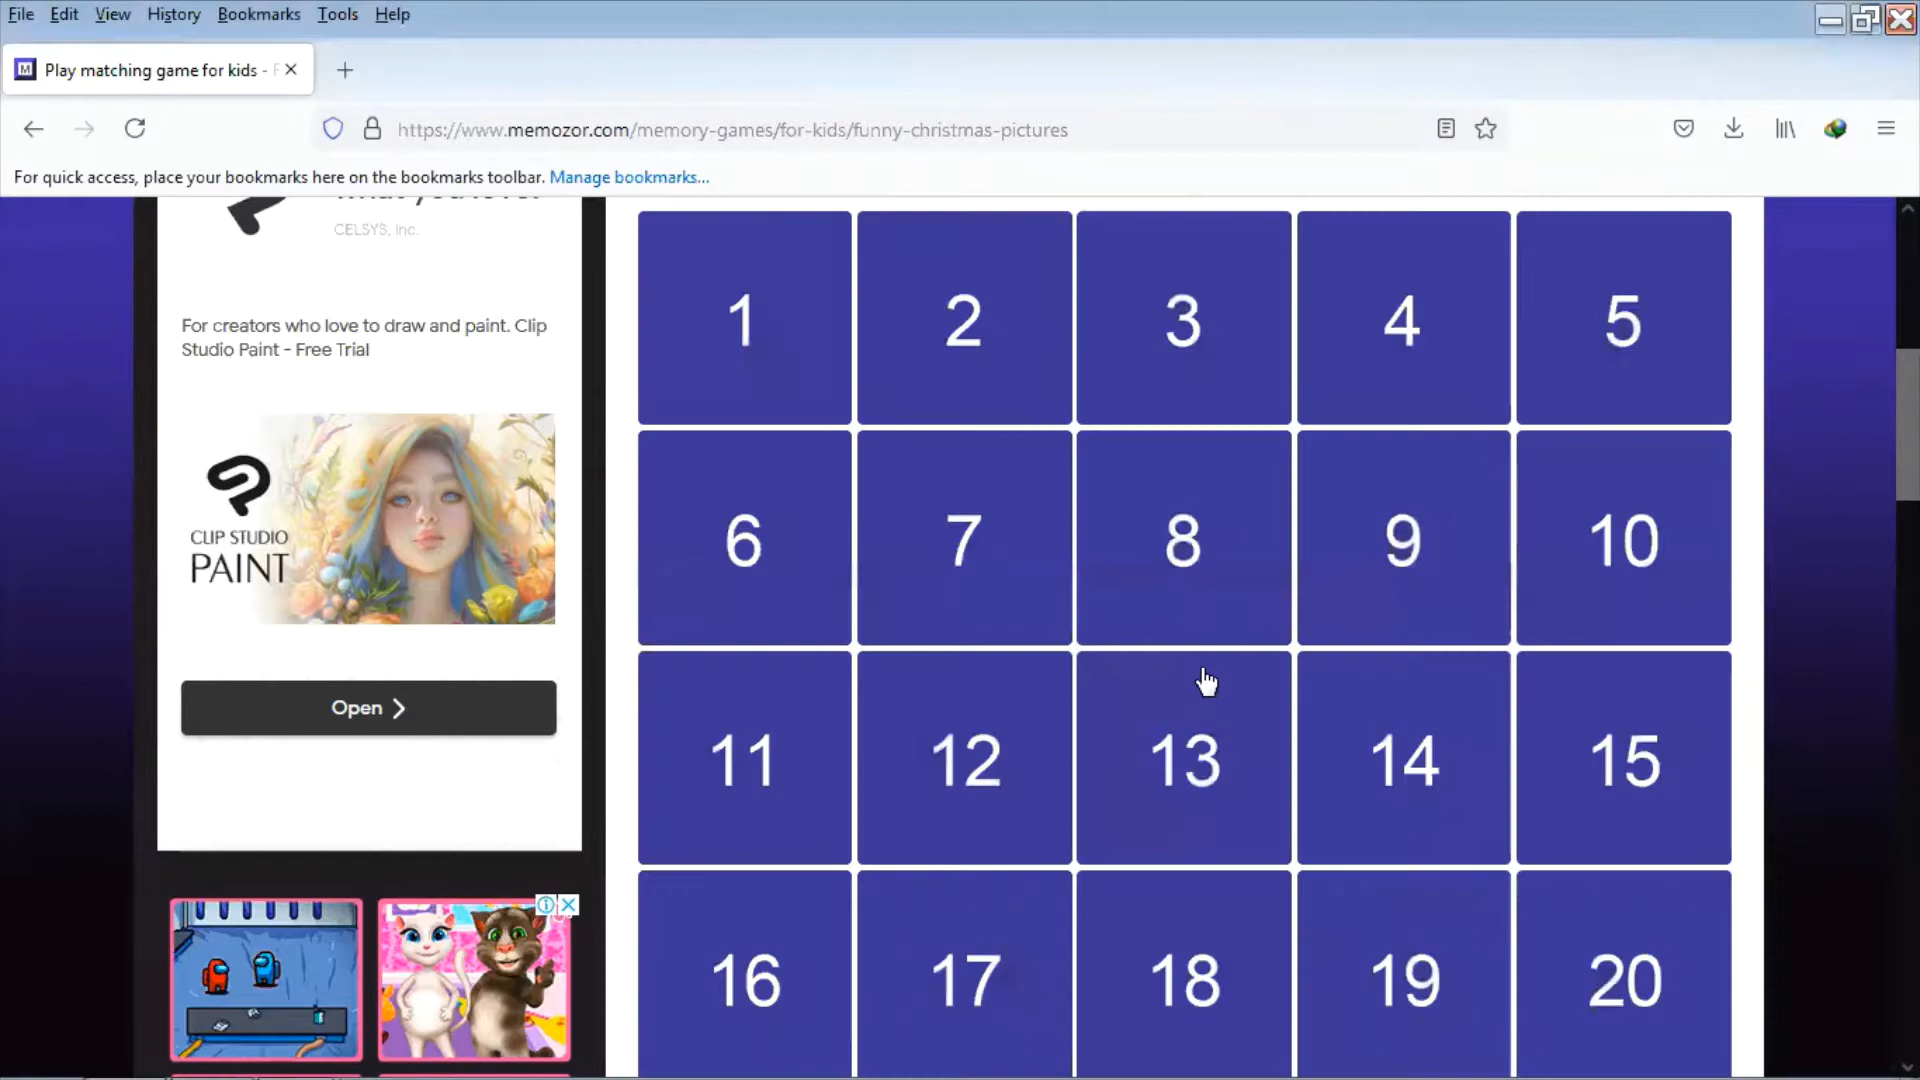 File Edit View History Bookmarks Tools Help
Play matching game for kids - F
https://www.memozor.com/memory-games/for-kids/funny-christmas-pictures
For quick access, place your bookmarks here on the bookmarks toolbar. Manage bookmarks...
CELSYS, Inc.
For creators who love to draw and paint. Clip
Studio Paint - Free Trial
CLIP STUDIO
PAINT
Open
1 2 3 4 5
6 7 8 9 10
11 12 13 14 15
16 17 18 19 20